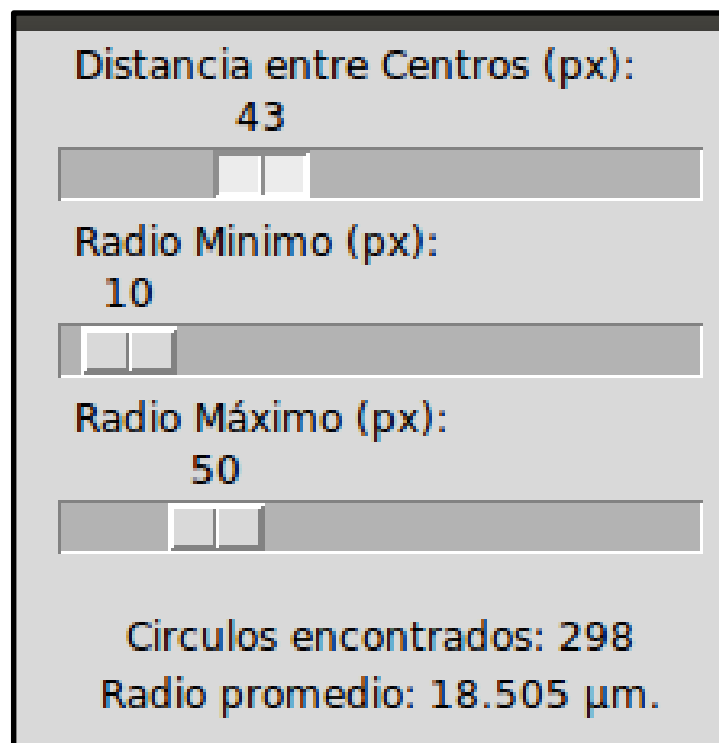 Distancia entre Centros (px):
43
Radio Minimo (px):
10
Radio Máximo (px):
50
Circulos encontrados: 298
Radio promedio: 18.505 µm.